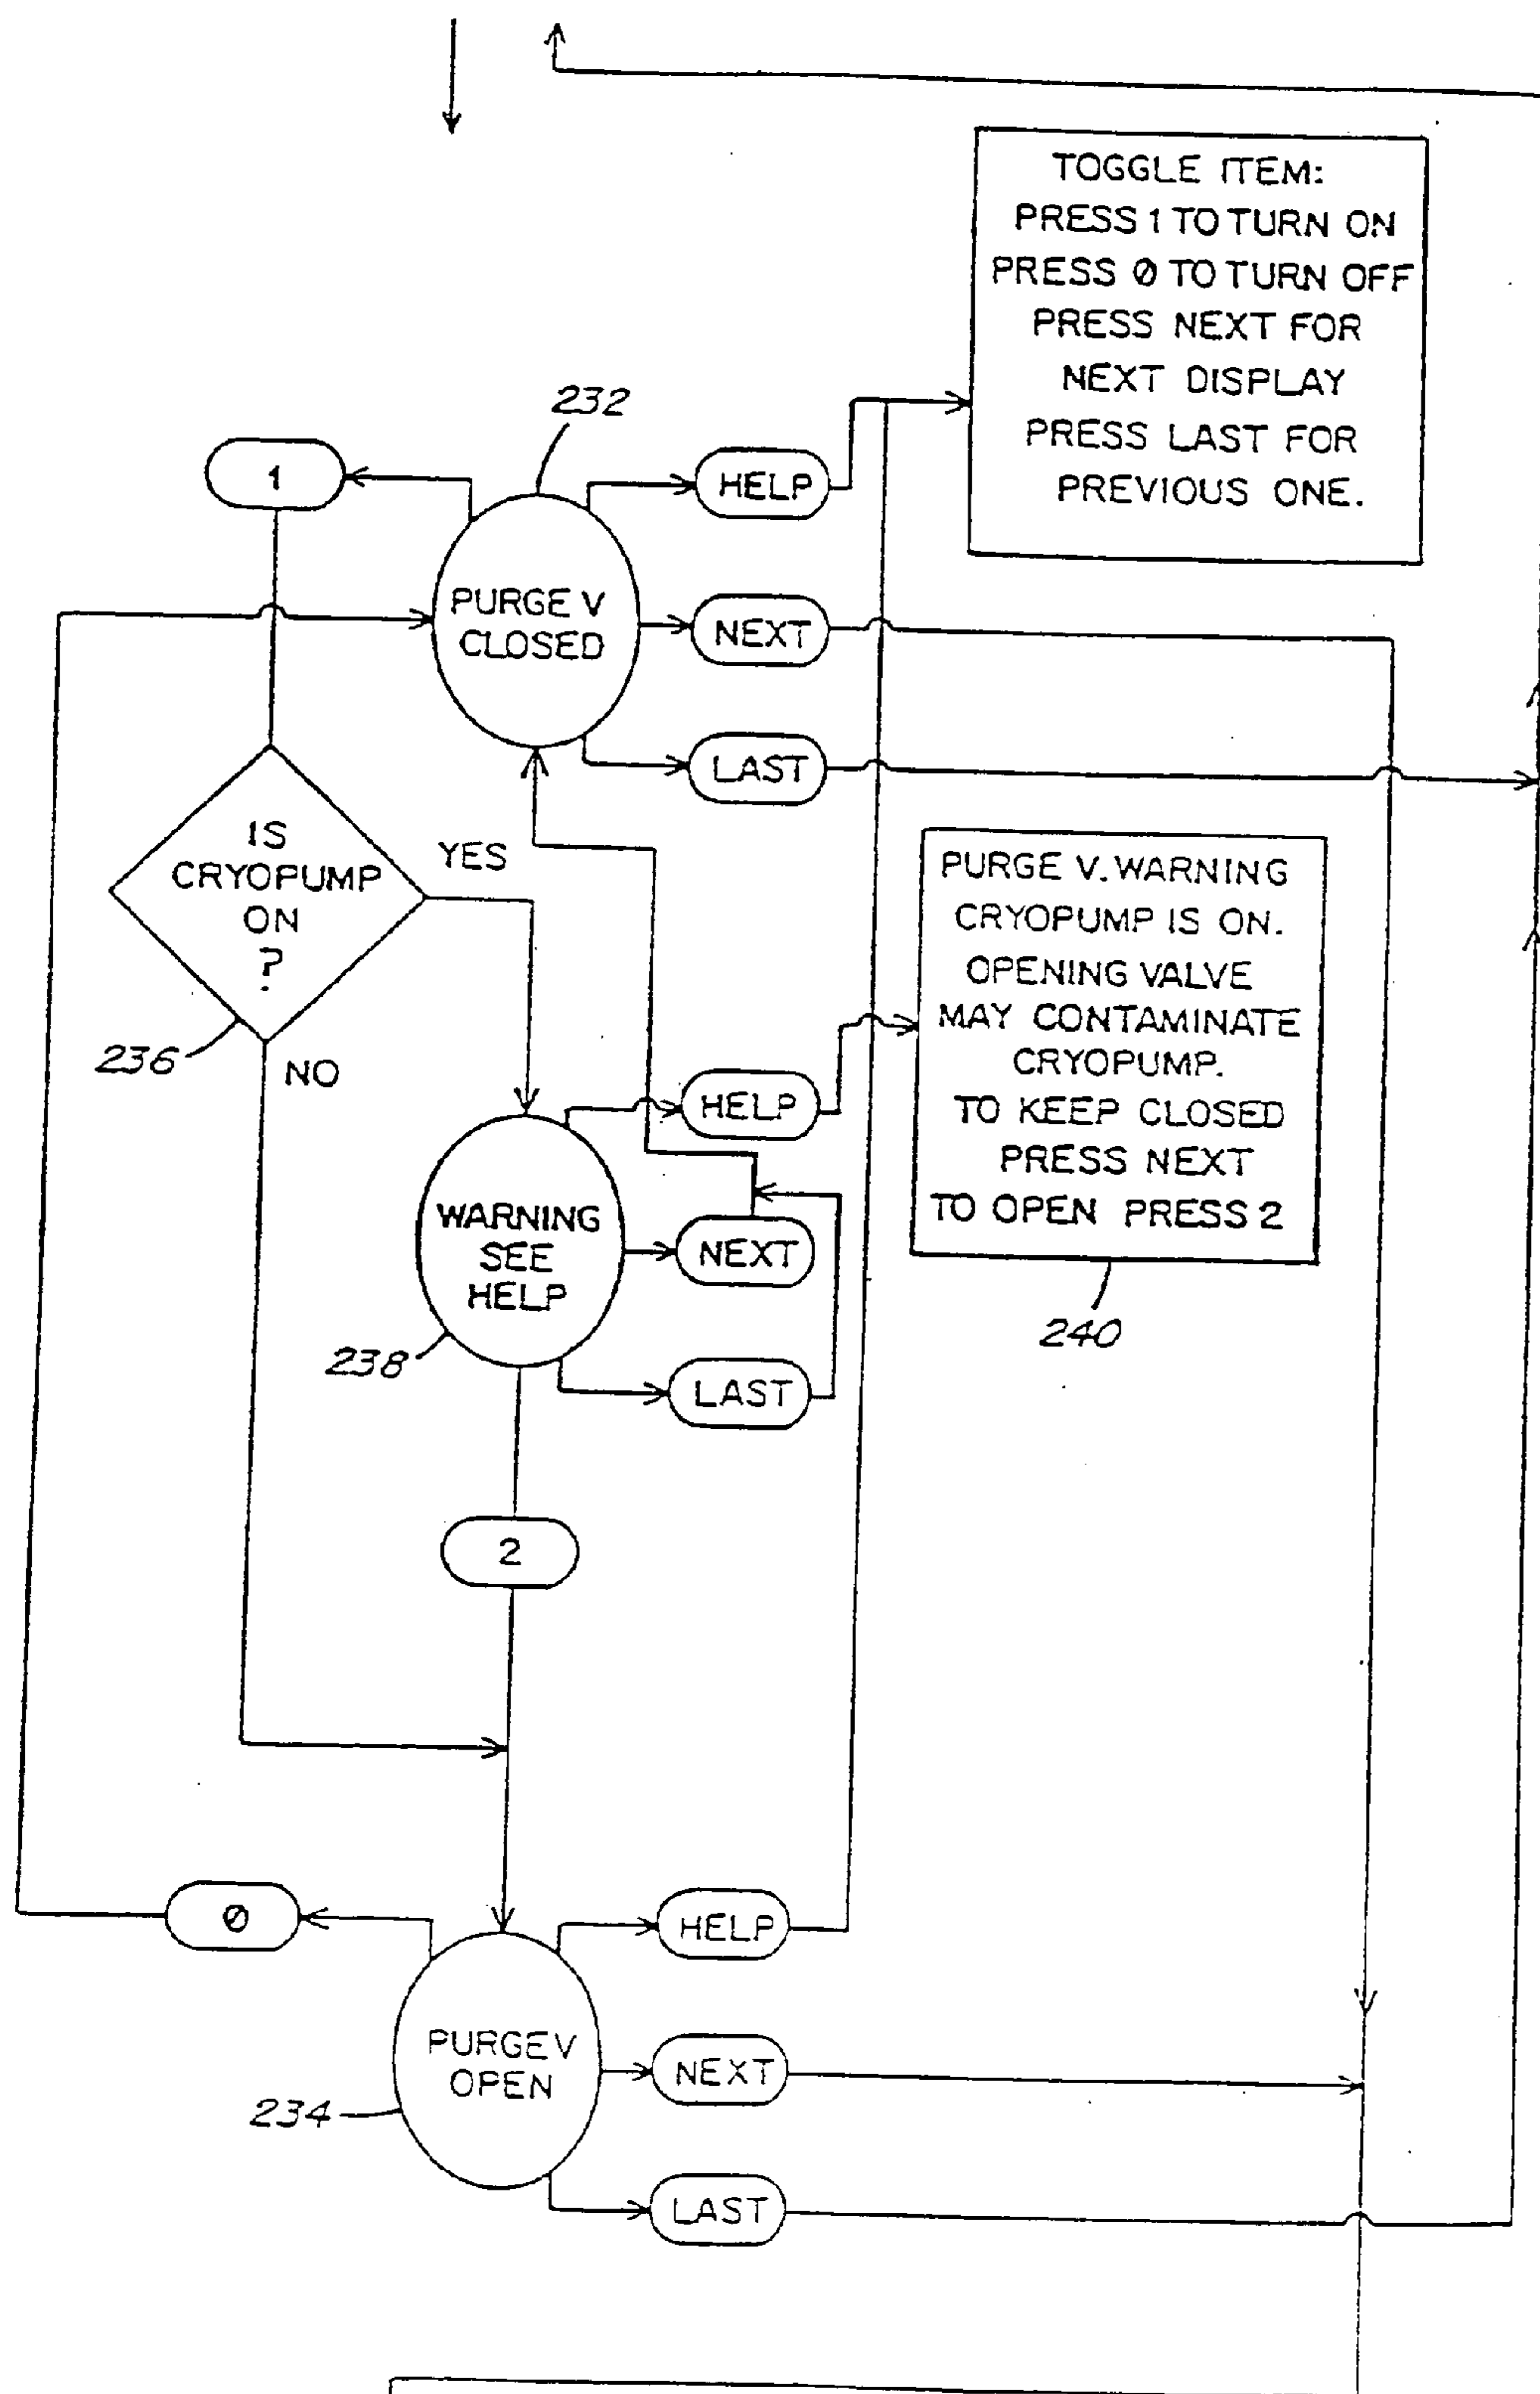 TOGGLE ITEM:
PRESS 1 TO TURN ON
PRESS 0 TO TURN OFF
PRESS NEXT FOR
NEXT DISPLAY
PRESS LAST FOR
PREVIOUS ONE.
232
1
HELP
PURGE V
CLOSED
NEXT
LAST
IS
CRYOPUMP
ON
?
YES
236
NO
PURGE V. WARNING
CRYOPUMP IS ON.
OPENING VALVE
MAY CONTAMINATE
CRYOPUMP.
TO KEEP CLOSED
PRESS NEXT
TO OPEN PRESS 2
240
HELP
WARNING
SEE
HELP
NEXT
238
LAST
2
0
HELP
PURGE V
OPEN
NEXT
234
LAST